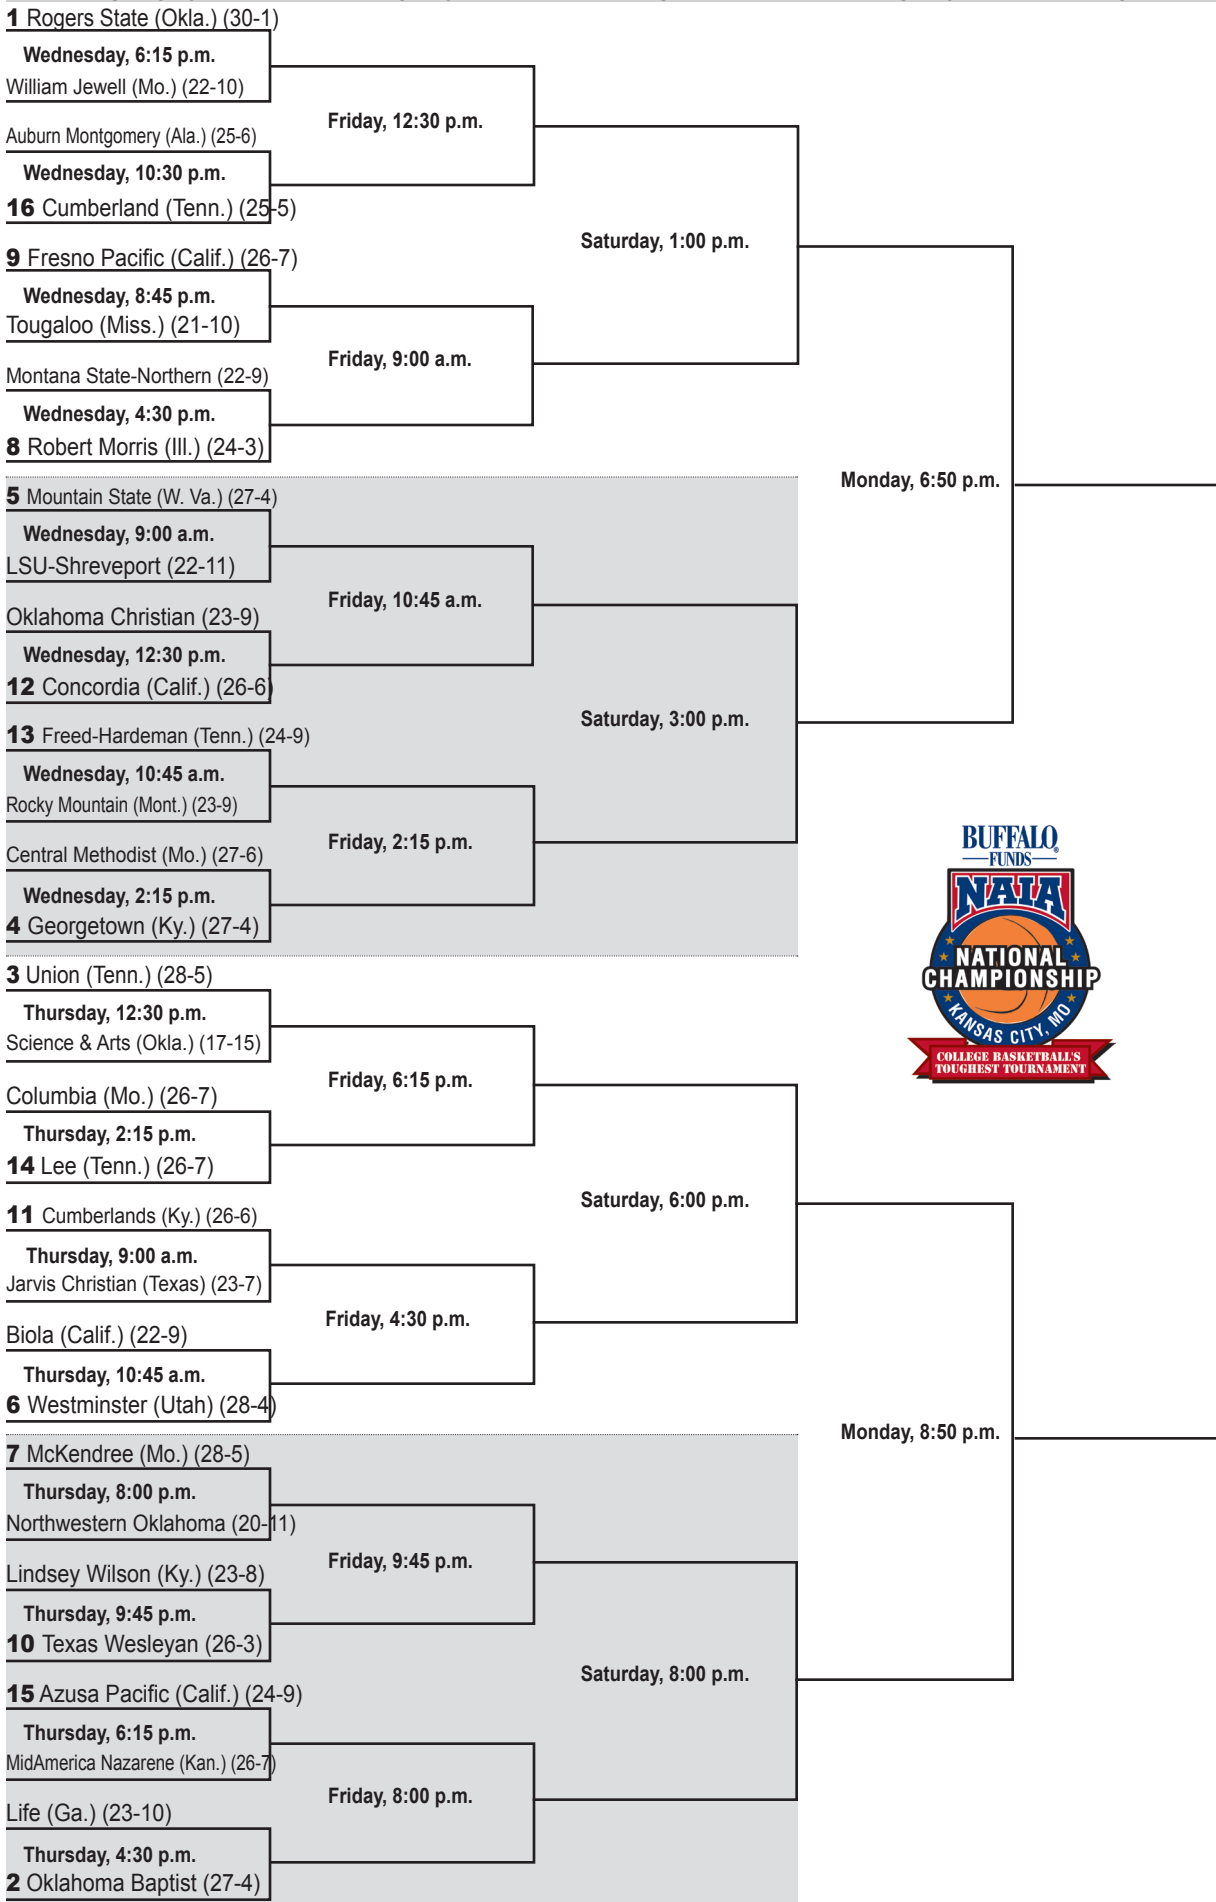 1 Rogers State (Okla.) (30-1)
Wednesday, 6:15 p.m.
William Jewell (Mo.) (22-10)
Friday, 12:30 p.m.
Auburn Montgomery (Ala.) (25-6)
Wednesday, 10:30 p.m.
16 Cumberland (Tenn.) (25-5)
Saturday, 1:00 p.m.
9 Fresno Pacific (Calif.) (26-7)
Wednesday, 8:45 p.m.
Tougaloo (Miss.) (21-10)
Friday, 9:00 a.m.
Montana State-Northern (22-9)
Wednesday, 4:30 p.m.
8 Robert Morris (Ill.) (24-3)
Monday, 6:50 p.m.
5 Mountain State (W. Va.) (27-4)
Wednesday, 9:00 a.m.
LSU-Shreveport (22-11)
Friday, 10:45 a.m.
Oklahoma Christian (23-9)
Wednesday, 12:30 p.m.
12 Concordia (Calif.) (26-6)
Saturday, 3:00 p.m.
13 Freed-Hardeman (Tenn.) (24-9)
Wednesday, 10:45 a.m.
Rocky Mountain (Mont.) (23-9)
Friday, 2:15 p.m.
Central Methodist (Mo.) (27-6)
Wednesday, 2:15 p.m.
4 Georgetown (Ky.) (27-4)
BUFFALO
FUNDS
NAIA
NATIONAL
CHAMPIONSHIP
KANSAS CITY, MO
COLLEGE BASKETBALL'S
TOUGHEST TOURNAMENT
3 Union (Tenn.) (28-5)
Thursday, 12:30 p.m.
Science & Arts (Okla.) (17-15)
Friday, 6:15 p.m.
Columbia (Mo.) (26-7)
Thursday, 2:15 p.m.
14 Lee (Tenn.) (26-7)
Saturday, 6:00 p.m.
11 Cumberlands (Ky.) (26-6)
Thursday, 9:00 a.m.
Jarvis Christian (Texas) (23-7)
Friday, 4:30 p.m.
Biola (Calif.) (22-9)
Thursday, 10:45 a.m.
6 Westminster (Utah) (28-4)
Monday, 8:50 p.m.
7 McKendree (Mo.) (28-5)
Thursday, 8:00 p.m.
Northwestern Oklahoma (20-11)
Friday, 9:45 p.m.
Lindsey Wilson (Ky.) (23-8)
Thursday, 9:45 p.m.
10 Texas Wesleyan (26-3)
Saturday, 8:00 p.m.
15 Azusa Pacific (Calif.) (24-9)
Thursday, 6:15 p.m.
MidAmerica Nazarene (Kan.) (26-7)
Friday, 8:00 p.m.
Life (Ga.) (23-10)
Thursday, 4:30 p.m.
2 Oklahoma Baptist (27-4)